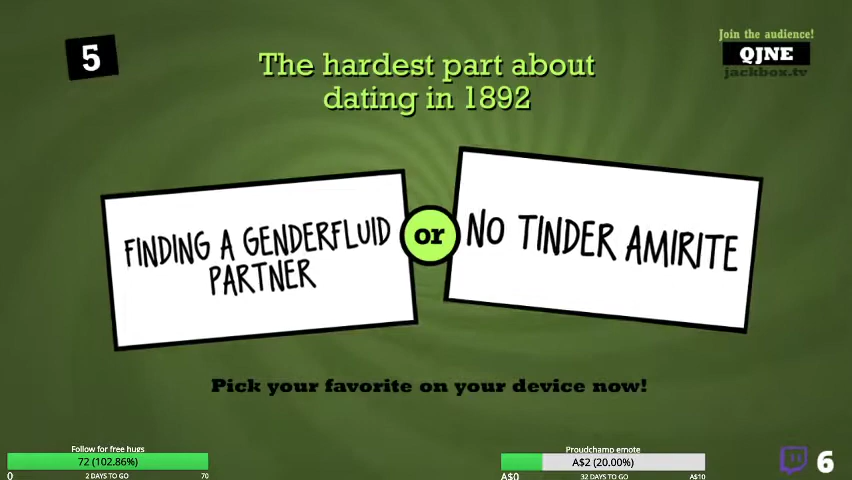 5
The hardest part about
dating in 1892
Join the audience!
QJNE
jackbox.tv
FINDING A GENDERFLUID
PARTNER
or
NO TINDER AMIRITE
Pick your favorite on your device now!
Follow for free hugs
72 (102.86%)
0 2 DAYS TO GO 70
Proudchamp emote
A$2 (20.00%)
A$0 32 DAYS TO GO A$10
6